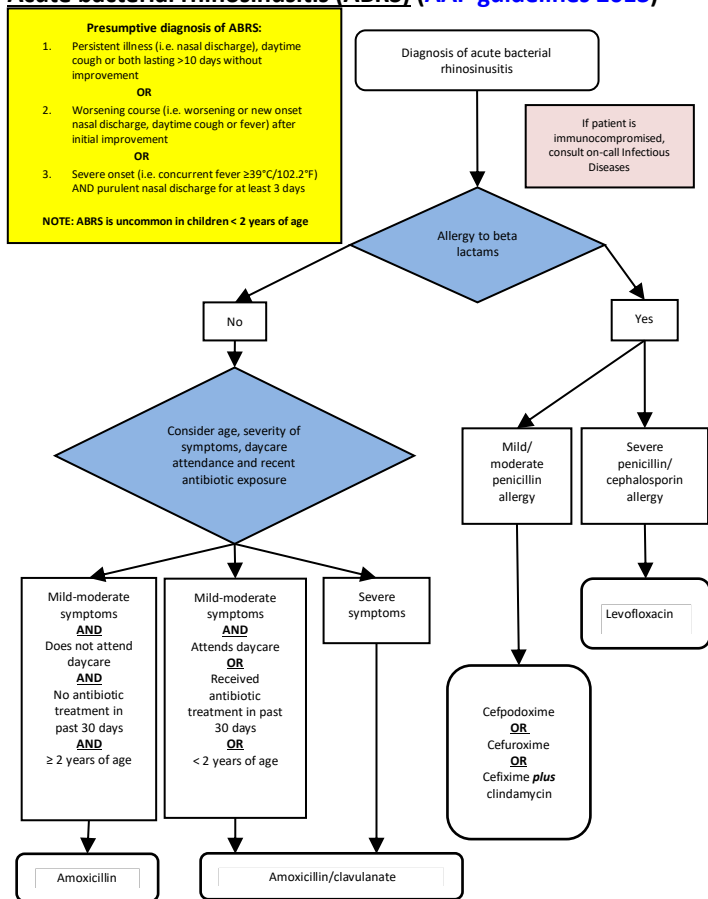 Acute bacterial rhinosinusitis (ABRS) (AAP guidelines 2013)
Presumptive diagnosis of ABRS:
1. Persistent illness (i.e. nasal discharge), daytime
cough or both lasting >10 days without
improvement
OR
2. Worsening course (i.e. worsening or new onset
nasal discharge, daytime cough or fever) after
initial improvement
OR
3. Severe onset (i.e. concurrent fever ≥39°C/102.2°F)
AND purulent nasal discharge for at least 3 days
NOTE: ABRS is uncommon in children < 2 years of age
Diagnosis of acute bacterial
rhinosinusitis
If patient is
immunocompromised,
consult on-call Infectious
Diseases
Allergy to beta
lactams
No
Yes
Consider age, severity of
symptoms, daycare
attendance and recent
antibiotic exposure
Mild/
moderate
penicillin
allergy
Severe
penicillin/
cephalosporin
allergy
Mild-moderate
symptoms
AND
Does not attend
daycare
AND
No antibiotic
treatment in
past 30 days
AND
≥ 2 years of age
Mild-moderate
symptoms
AND
Attends daycare
OR
Received
antibiotic
treatment in past
30 days
OR
< 2 years of age
Severe
symptoms
Levofloxacin
Cefpodoxime
OR
Cefuroxime
OR
Cefixime plus
clindamycin
Amoxicillin
Amoxicillin/clavulanate